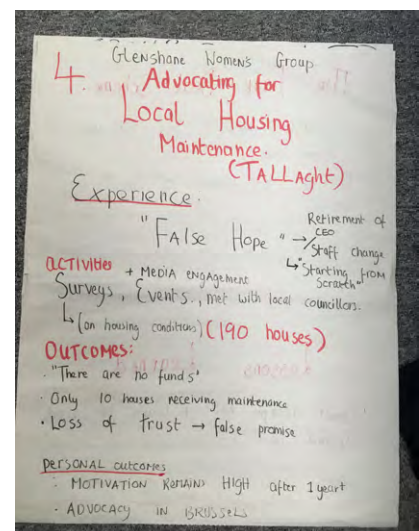 Glenshane Women's Group
4. Advocating for
Local Housing
Maintenance.
(TALLAght)
Experience.
"False Hope" → Retirement of
CEO
/Staff change
↳ "Starting from
Scratch"
activities + MEDIA ENGAGEMENT
Surveys, Events., met with local councillors.
↳ (on housing conditions) (190 houses)
OUTCOMES:
· "There are no funds"
· Only 10 houses receiving maintenance
· Loss of trust → false promise
personal outcomes
· MOTIVATION REMAINS HIGH after 1 year+
· ADVOCACY IN BRUSSELS